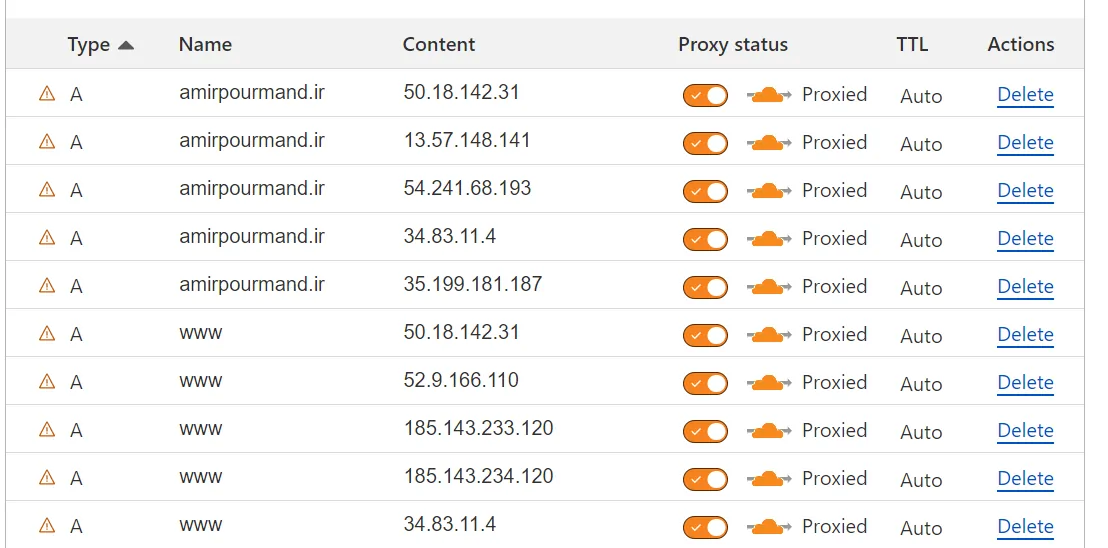 Type Name Content Proxy status TTL Actions
A amirpourmand.ir 50.18.142.31 Proxied Auto Delete
A amirpourmand.ir 13.57.148.141 Proxied Auto Delete
A amirpourmand.ir 54.241.68.193 Proxied Auto Delete
A amirpourmand.ir 34.83.11.4 Proxied Auto Delete
A amirpourmand.ir 35.199.181.187 Proxied Auto Delete
A www 50.18.142.31 Proxied Auto Delete
A www 52.9.166.110 Proxied Auto Delete
A www 185.143.233.120 Proxied Auto Delete
A www 185.143.234.120 Proxied Auto Delete
A www 34.83.11.4 Proxied Auto Delete